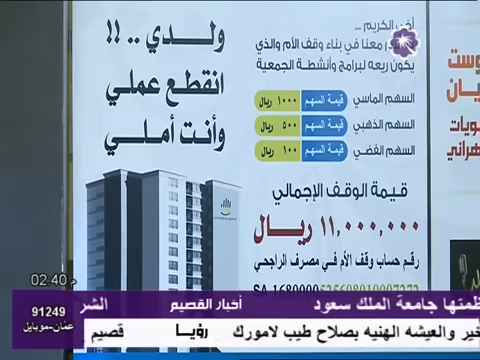 ولدي .. !!
انقطع عملي
وأنت أملي
أخي الكريم ...
معنا في بناء وقف الأم والذي
يكون ريعه لبرامج وأنشطة الجمعية
السهم الماسي قيمة السهم ١٠٠٠ ريال
السهم الذهبي قيمة السهم ٥٠٠ ريال
السهم الفضي قيمة السهم ١٠٠ ريال
قيمة الوقف الإجمالي
١١,٠٠٠,٠٠٠ ريال
رقم حساب وقف الأم في مصرف الراجحي
02:40 م
91249
عمان-موبايل
أخبار القصيم
نظمتها جامعة الملك سعود
الشر
خير والعيشه الهنيه بصلاح طيب لامورك
رؤيا
قصيم